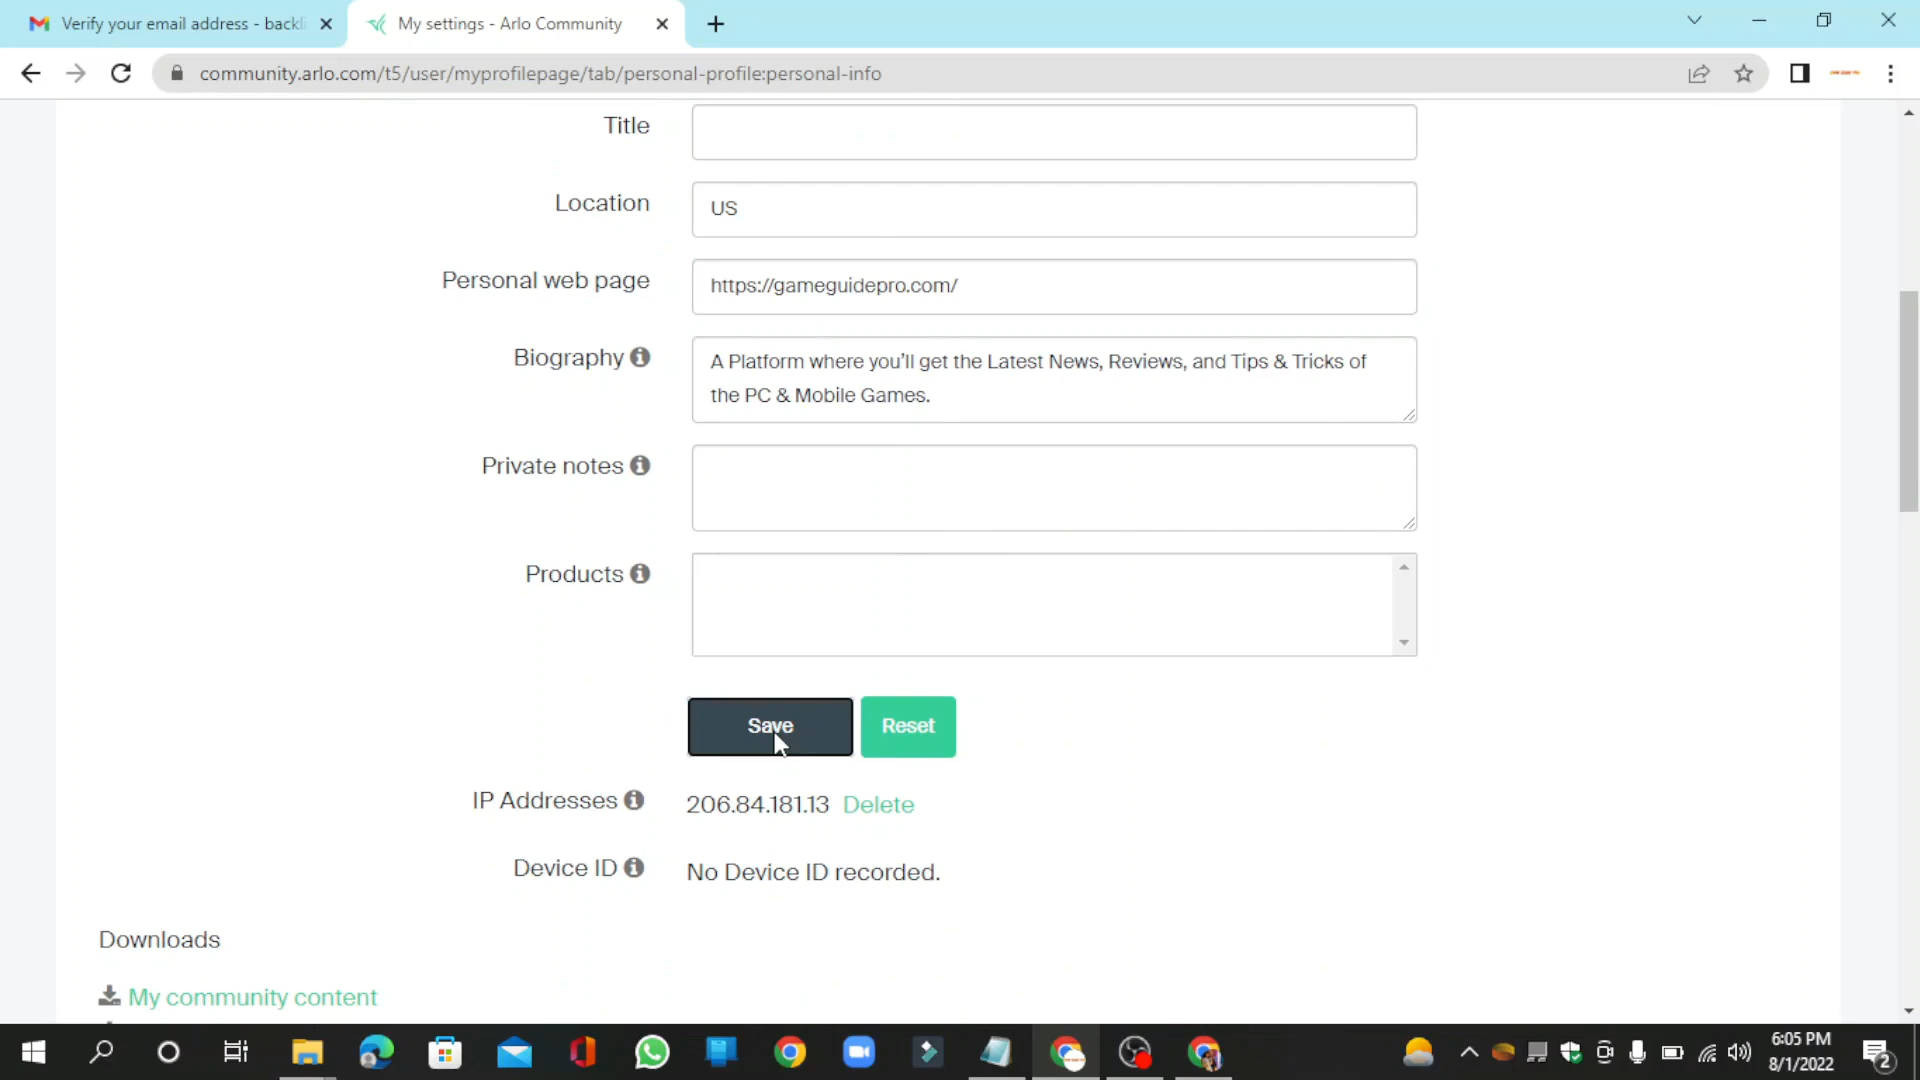 Verify your email address - backli
My settings - Arlo Community
community.arlo.com/t5/user/myprofilepage/tab/personal-profile:personal-info
Title
Location
US
Personal web page
https://gameguidepro.com/
Biography
A Platform where you’ll get the Latest News, Reviews, and Tips & Tricks of
the PC & Mobile Games.
Private notes
Products
Save
Reset
IP Addresses
206.84.181.13 Delete
Device ID
No Device ID recorded.
Downloads
My community content
6:05 PM
8/1/2022
2